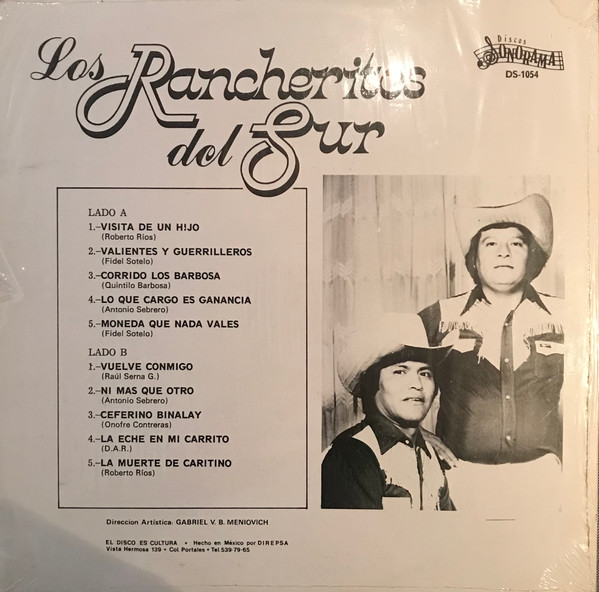 Los Rancheritos
del Sur
Discos
SONORAMA
DS-1054
LADO A
1.-VISITA DE UN HIJO
(Roberto Ríos)
2.-VALIENTES Y GUERRILLEROS
(Fidel Sotelo)
3.-CORRIDO LOS BARBOSA
(Quintilo Barbosa)
4.-LO QUE CARGO ES GANANCIA
(Antonio Sebrero)
5.-MONEDA QUE NADA VALES
(Fidel Sotelo)
LADO B
1.-VUELVE CONMIGO
(Raúl Serna G.)
2.-NI MAS QUE OTRO
(Antonio Sebrero)
3.-CEFERINO BINALAY
(Onofre Contreras)
4.-LA ECHE EN MI CARRITO
(D.A.R.)
5.-LA MUERTE DE CARITINO
(Roberto Ríos)
Direccion Artística: GABRIEL V. B. MENIOVICH
EL DISCO ES CULTURA • Hecho en México por DIREPSA
Vista Hermosa 139 • Col Portales • Tel. 539-79-65